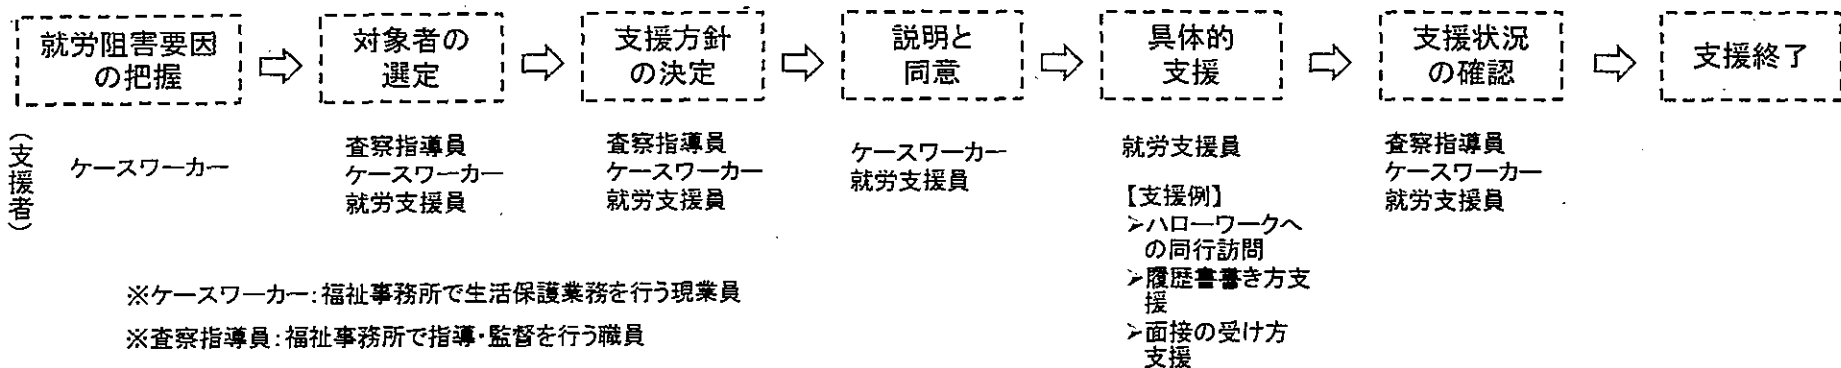 就労阻害要因
の把握
対象者の
選定
支援方針
の決定
説明と
同意
具体的
支援
支援状況
の確認
支援終了
（支援者）
ケースワーカー
査察指導員
ケースワーカー
就労支援員
査察指導員
ケースワーカー
就労支援員
ケースワーカー
就労支援員
就労支援員
【支援例】
➢ハローワークへ
の同行訪問
➢履歴書書き方支
援
➢面接の受け方
支援
査察指導員
ケースワーカー
就労支援員
※ケースワーカー：福祉事務所で生活保護業務を行う現業員
※査察指導員：福祉事務所で指導・監督を行う職員